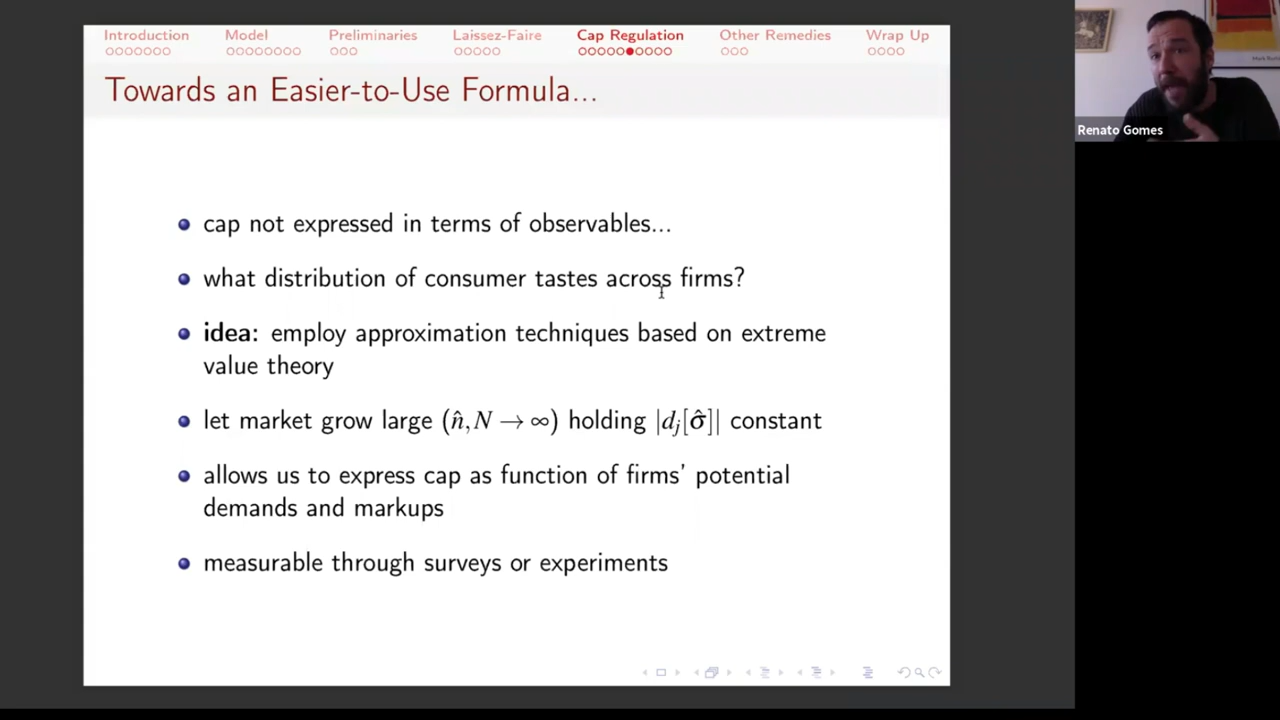 Introduction Model Preliminaries Laissez-Faire Cap Regulation Other Remedies Wrap Up
Towards an Easier-to-Use Formula...
cap not expressed in terms of observables...
what distribution of consumer tastes across firms?
idea: employ approximation techniques based on extreme
value theory
let market grow large (n̂, N → ∞) holding |d_j[σ̂]| constant
allows us to express cap as function of firms' potential
demands and markups
measurable through surveys or experiments
Renato Gomes